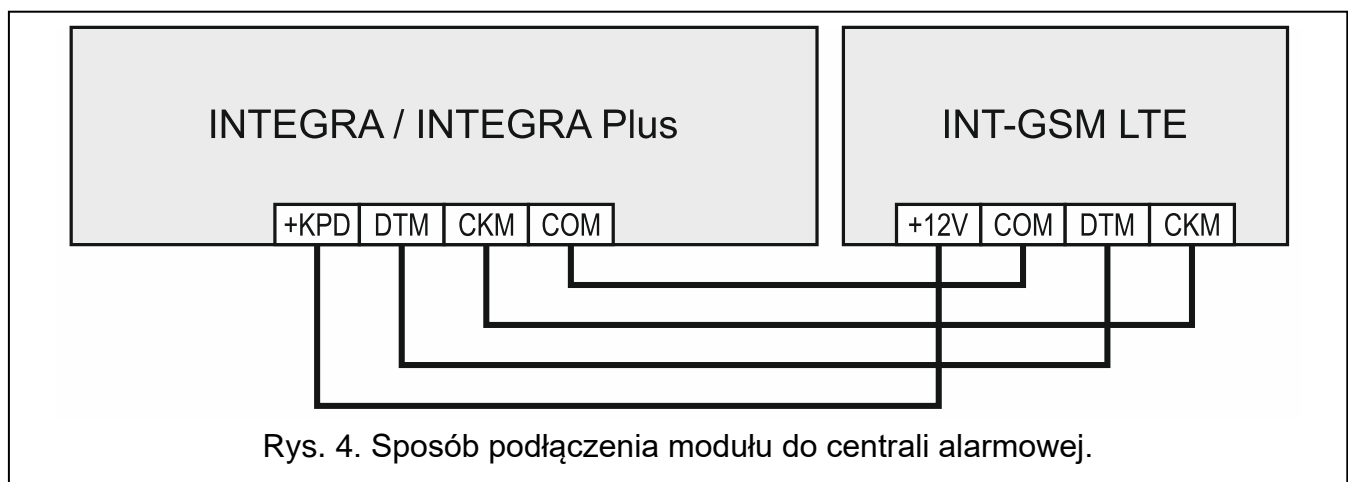 INTEGRA / INTEGRA Plus
INT-GSM LTE
+KPD DTM CKM COM
+12V COM DTM CKM
Rys. 4. Sposób podłączenia modułu do centrali alarmowej.